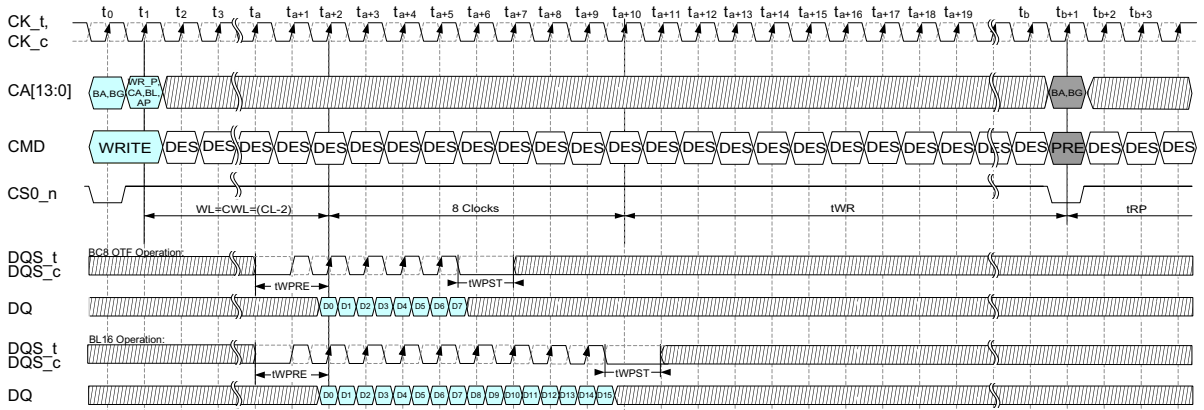 t0 t1 t2 t3 ta ta+1 ta+2 ta+3 ta+4 ta+5 ta+6 ta+7 ta+8 ta+9 ta+10 ta+11 ta+12 ta+13 ta+14 ta+15 ta+16 ta+17 ta+18 ta+19 tb tb+1 tb+2 tb+3
CK_t,
CK_c
CA[13:0] BA,BG WR_P, CA,BL, AP BA,BG
CMD WRITE DES DES DES DES DES DES DES DES DES DES DES DES DES DES DES DES DES DES DES DES DES DES DES DES PRE DES DES DES
CS0_n
WL=CWL=(CL-2) 8 Clocks tWR tRP
BC8 OTF Operation:
DQS_t
DQS_c
tWPRE tWPST
DQ D0 D1 D2 D3 D4 D5 D6 D7
BL16 Operation:
DQS_t
DQS_c
tWPRE tWPST
DQ D0 D1 D2 D3 D4 D5 D6 D7 D8 D9 D10 D11 D12 D13 D14 D15